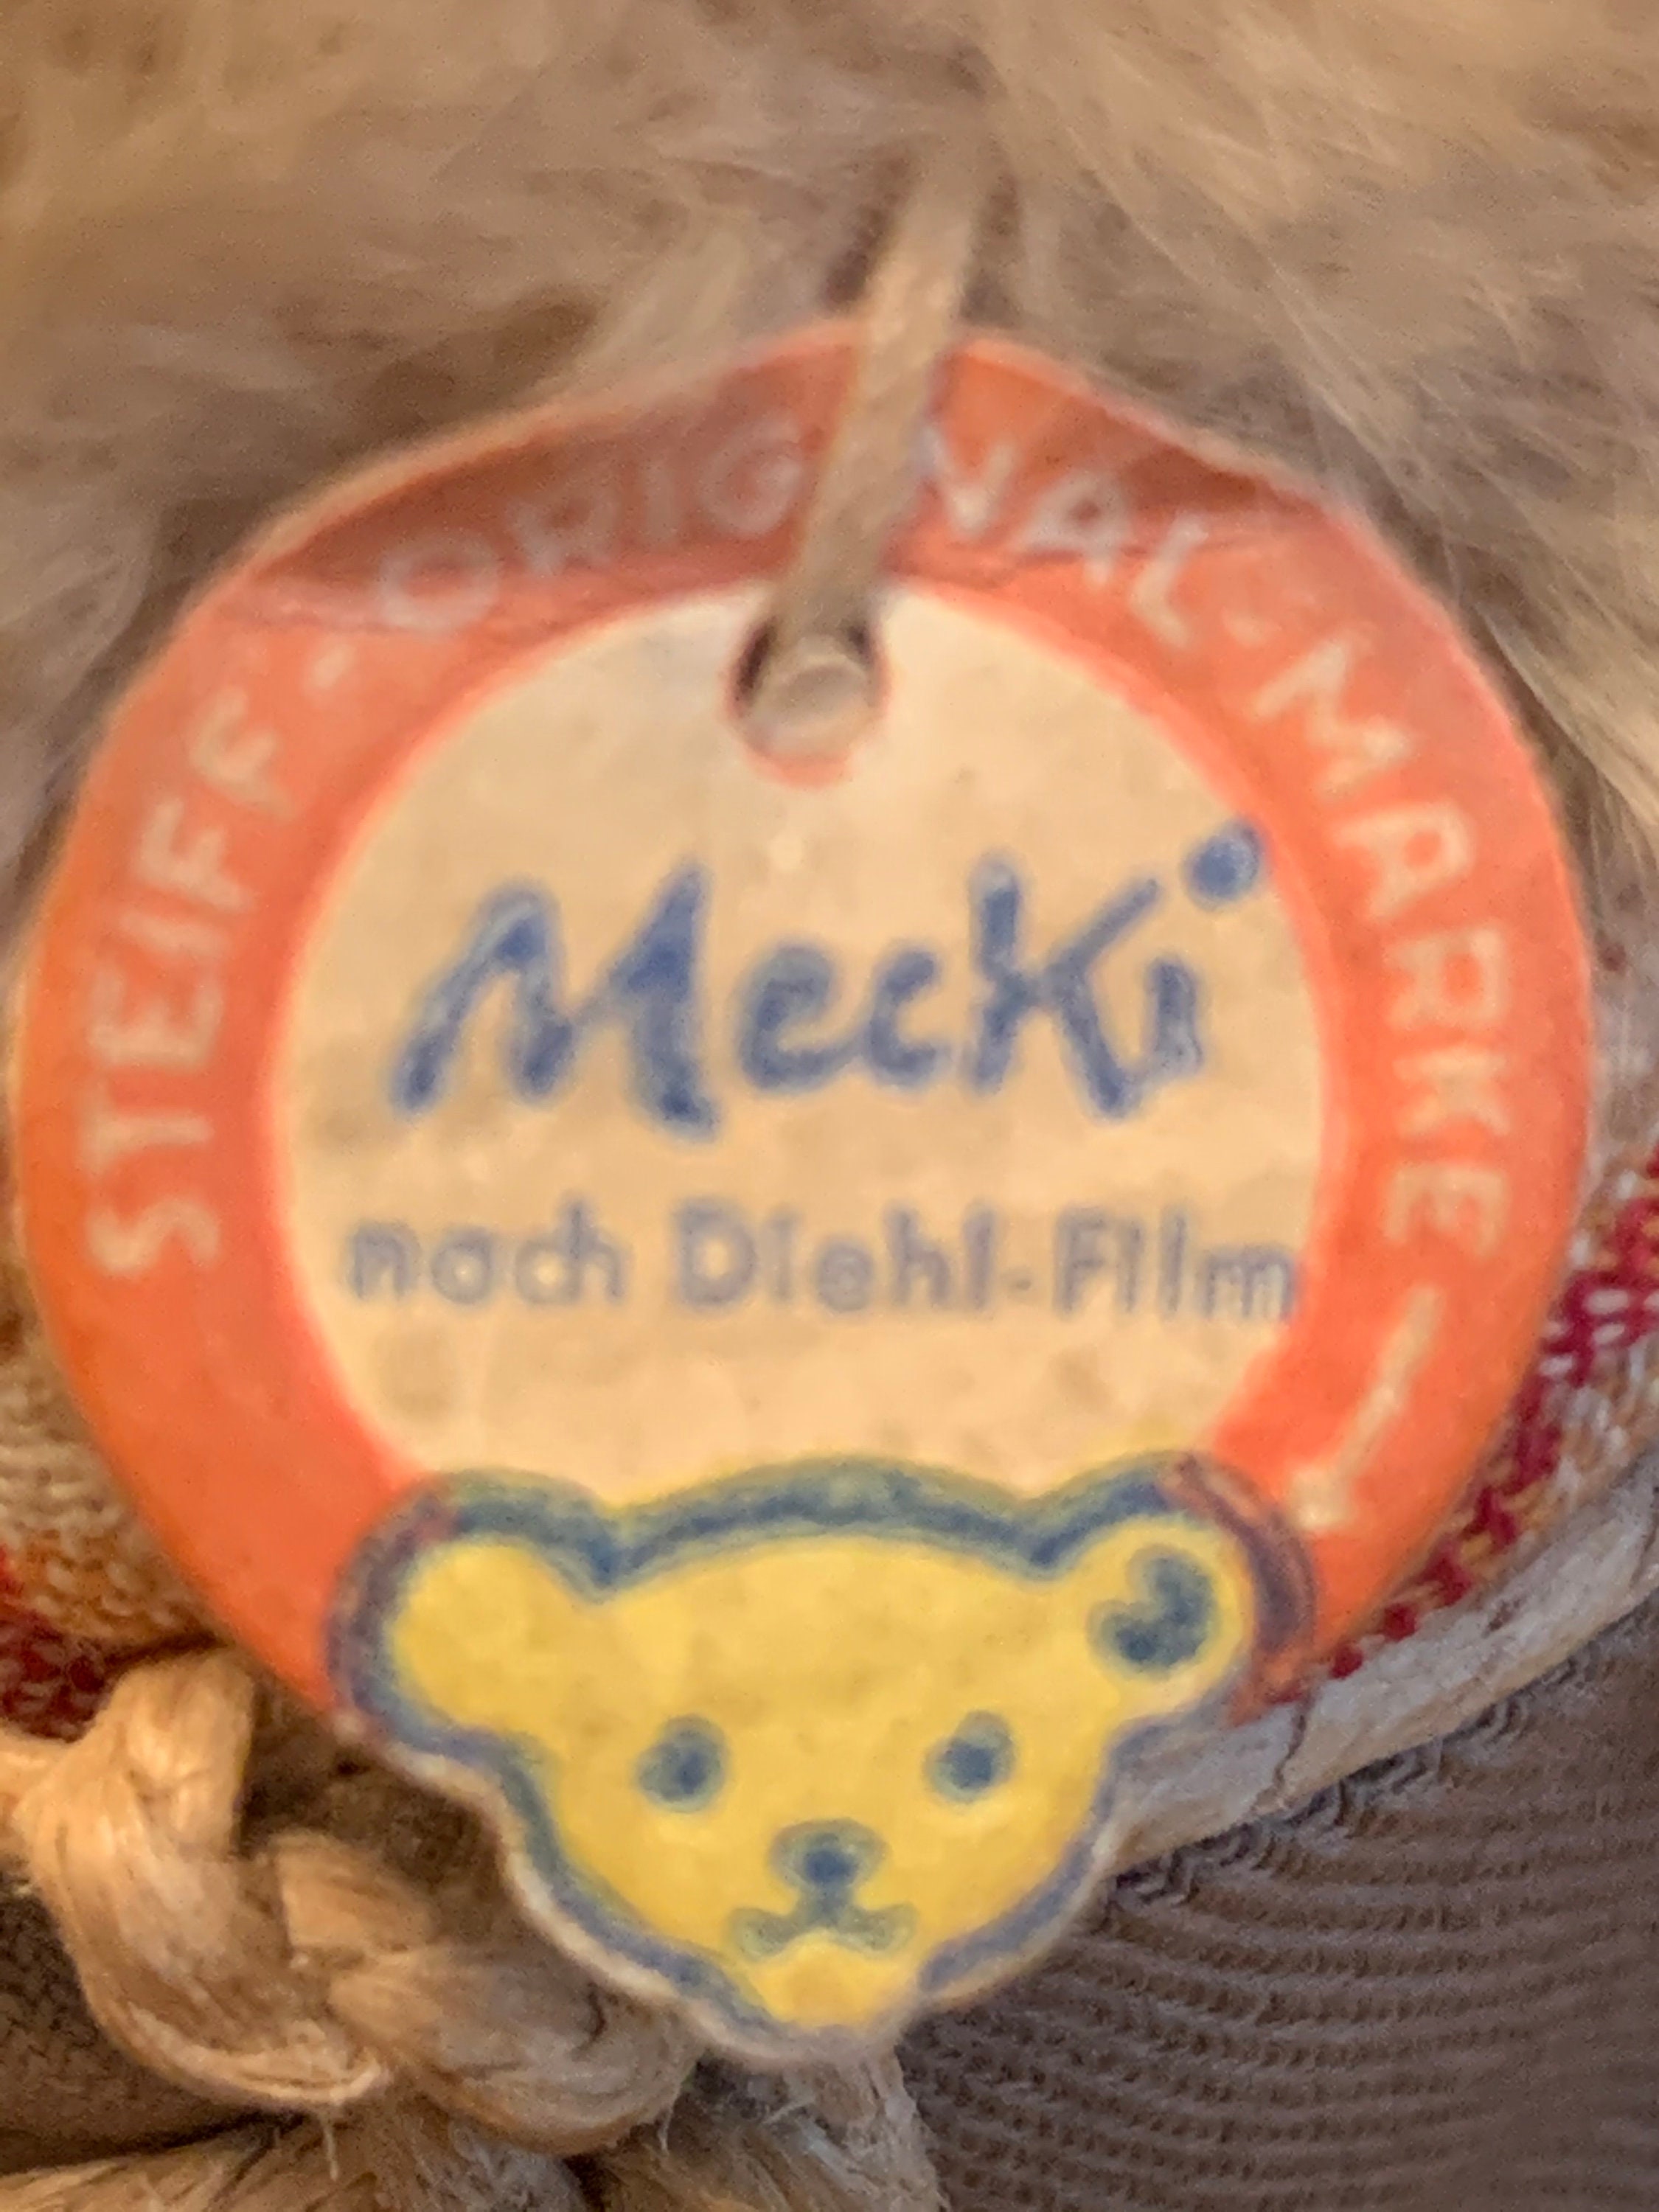 STEIFF-ORIGINAL-MARKE
Mecki
nach Diehl-Film